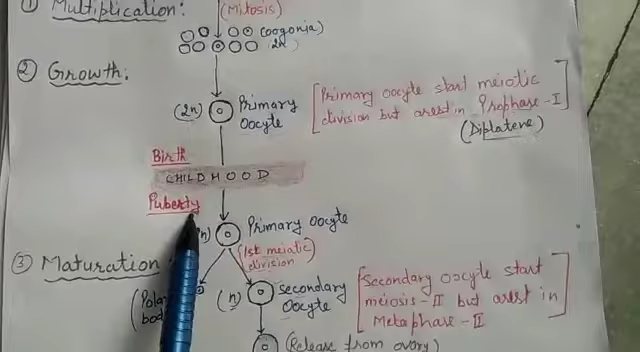 ① Multiplication:
(Mitosis)
(oogonia)
2n
② Growth:
(2n)
Primary
Oocyte
[Primary oocyte start meiotic
division but arest in Prophase-I]
(Diplotene)
Birth
CHILDHOOD
Puberty
Primary Oocyte
(1st meiotic)
division
③ Maturation
(n)
secondary
Oocyte
[Secondary oocyte start
meiosis-II but arest in
Metaphase-II
(Release from ovary)